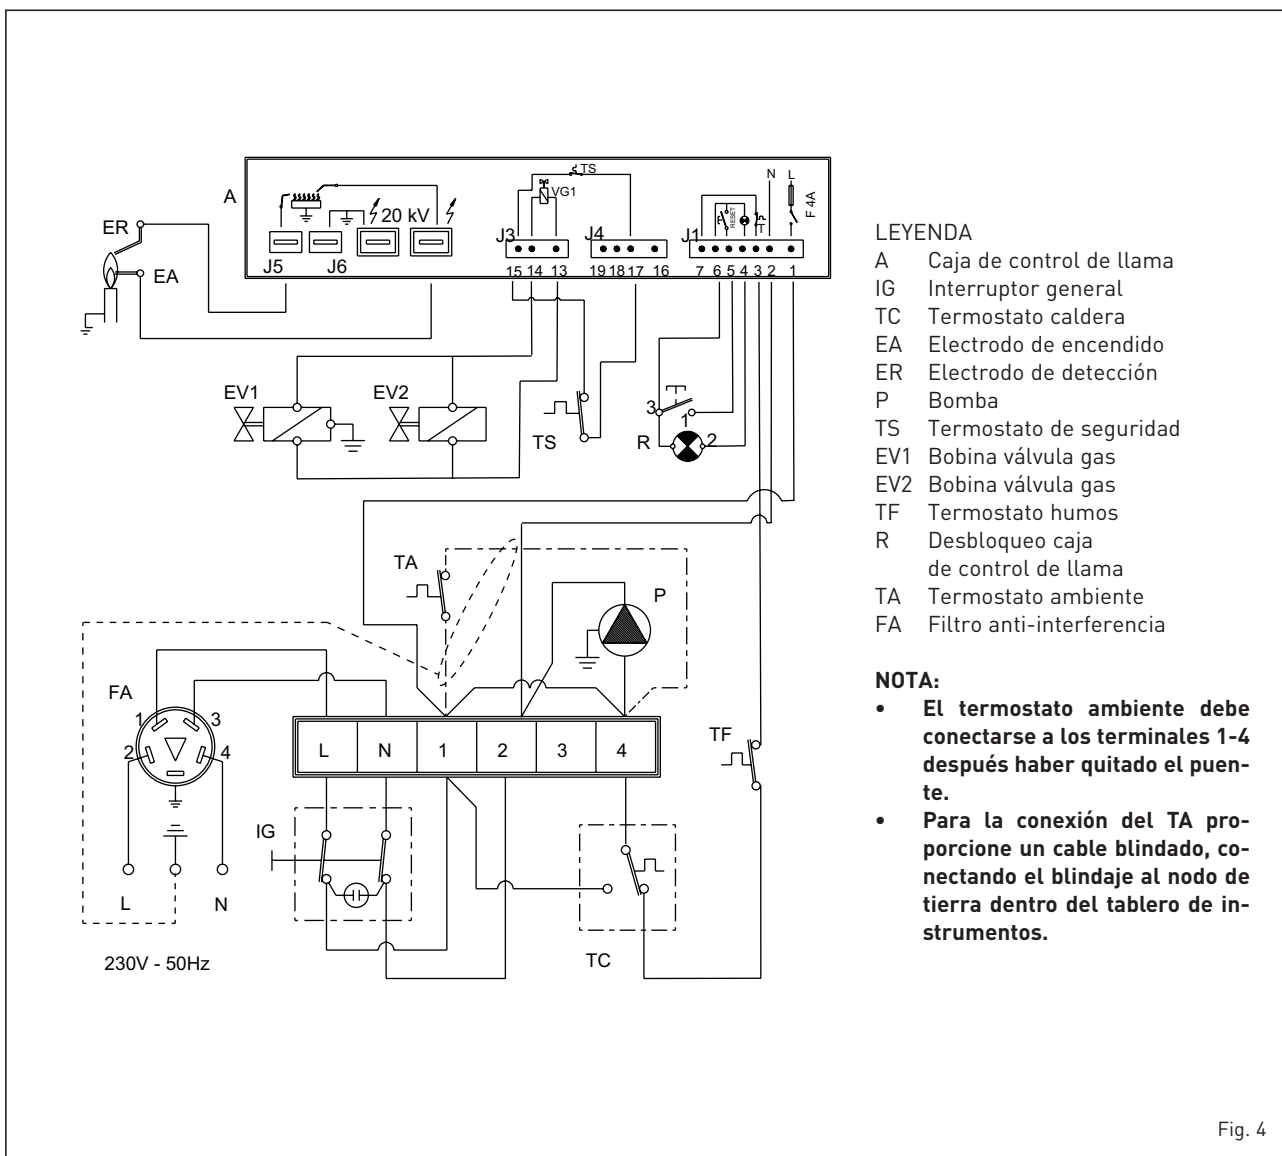 A
ER
EA
J5
J6
20 kV
TS
VG1
J3
J4
J1
RESET
N L
F 4A
15 14 13
19 18 17 16
7 6 5 4 3 2 1
EV1
EV2
TS
3
1
R
2
TA
P
FA
1
3
2
4
L N 1 2 3 4
TF
IG
L
N
TC
230V - 50Hz
LEYENDA
A Caja de control de llama
IG Interruptor general
TC Termostato caldera
EA Electrodo de encendido
ER Electrodo de detección
P Bomba
TS Termostato de seguridad
EV1 Bobina válvula gas
EV2 Bobina válvula gas
TF Termostato humos
R Desbloqueo caja
de control de llama
TA Termostato ambiente
FA Filtro anti-interferencia
NOTA:
• El termostato ambiente debe
conectarse a los terminales 1-4
después haber quitado el puen-
te.
• Para la conexión del TA pro-
porcione un cable blindado, co-
nectando el blindaje al nodo de
tierra dentro del tablero de in-
strumentos.
Fig. 4